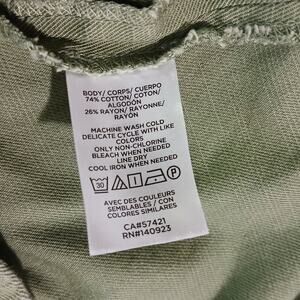 BODY/ CORPS/ CUERPO
74% COTTON/ COTON/
ALGODÓN
26% RAYON/ RAYONNE/
RAYÓN
MACHINE WASH COLD
DELICATE CYCLE WITH LIKE
COLORS
ONLY NON-CHLORINE
BLEACH WHEN NEEDED
LINE DRY
COOL IRON WHEN NEEDED
30
AVEC DES COULEURS
SEMBLABLES / CON
COLORES SIMILARES
CA#57421
RN#140923